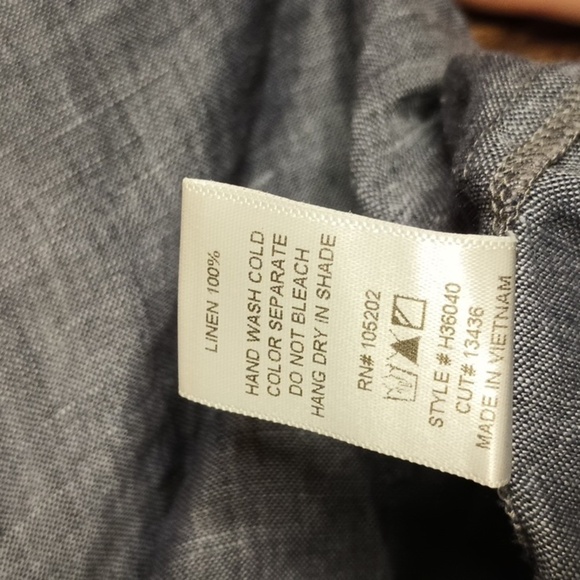 LINEN 100%
HAND WASH COLD
COLOR SEPARATE
DO NOT BLEACH
HANG DRY IN SHADE
RN# 105202
STYLE # H36040
CUT# 13436
MADE IN VIETNAM